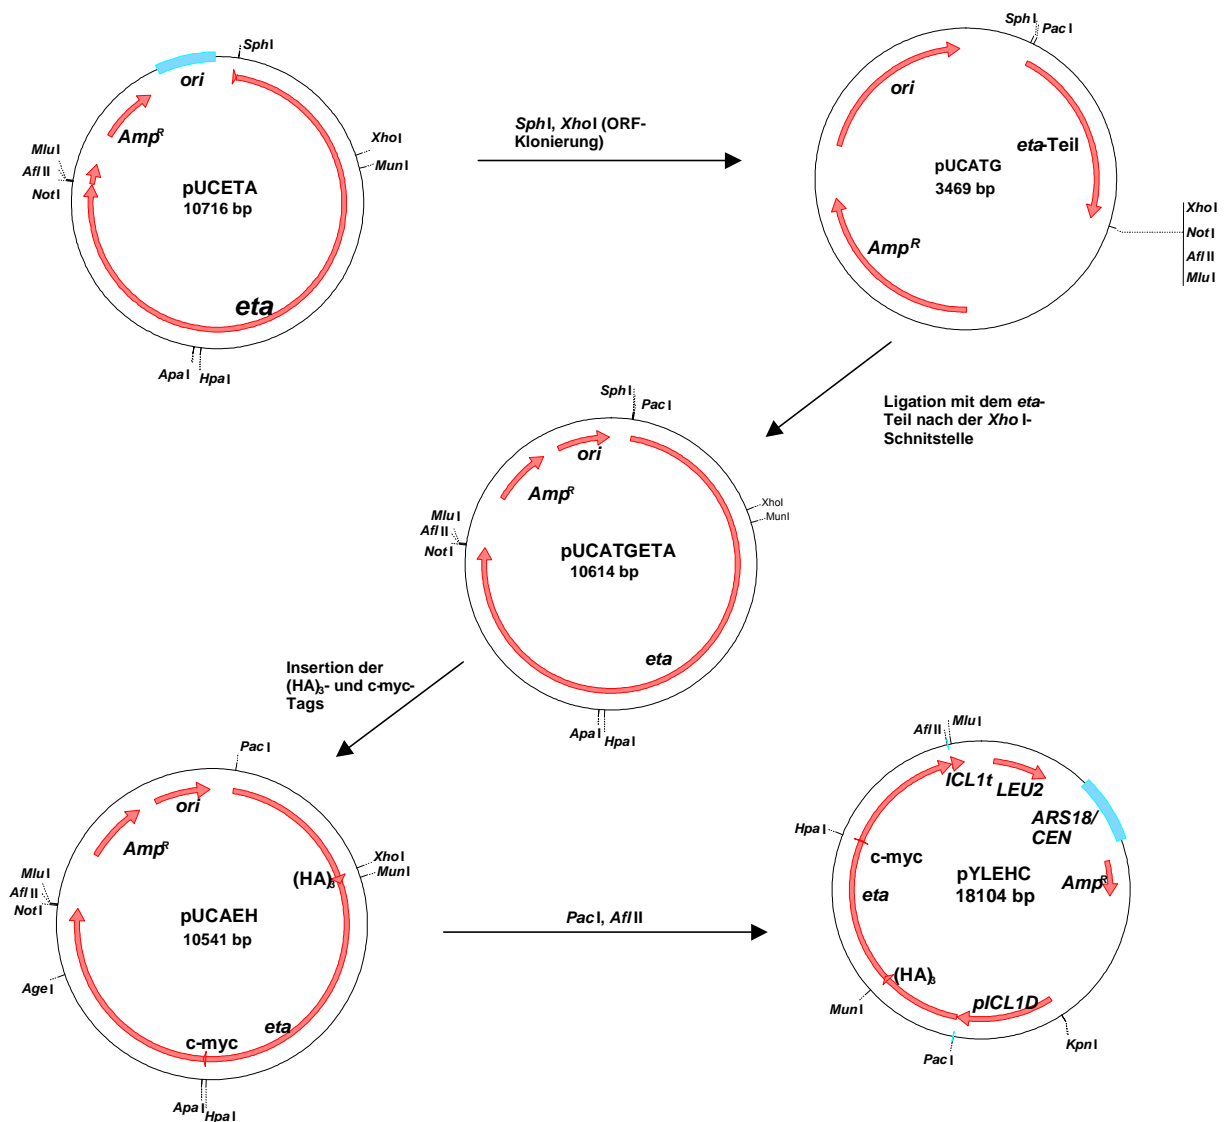 SphI
ori
AmpR
MluI
AflII
NotI
XhoI
MunI
pUCETA
10716 bp
eta
ApaI
HpaI
SphI, XhoI (ORF-
Klonierung)
SphI
PacI
ori
eta-Teil
pUCATG
3469 bp
AmpR
XhoI
NotI
AflII
MluI
Ligation mit dem eta-
Teil nach der Xho I-
Schnitstelle
SphI
PacI
ori
AmpR
MluI
AflII
NotI
XhoI
MunI
pUCATGETA
10614 bp
eta
ApaI
HpaI
Insertion der
(HA)3- und c-myc-
Tags
PacI
ori
AmpR
MluI
AflII
NotI
XhoI
MunI
(HA)3
pUCAEH
10541 bp
AgeI
eta
c-myc
ApaI
HpaI
PacI, AflII
AflII
MluI
ICL1t
LEU2
ARS18/
CEN
HpaI
c-myc
pYLEHC
18104 bp
AmpR
eta
(HA)3
MunI
pICL1D
PacI
KpnI